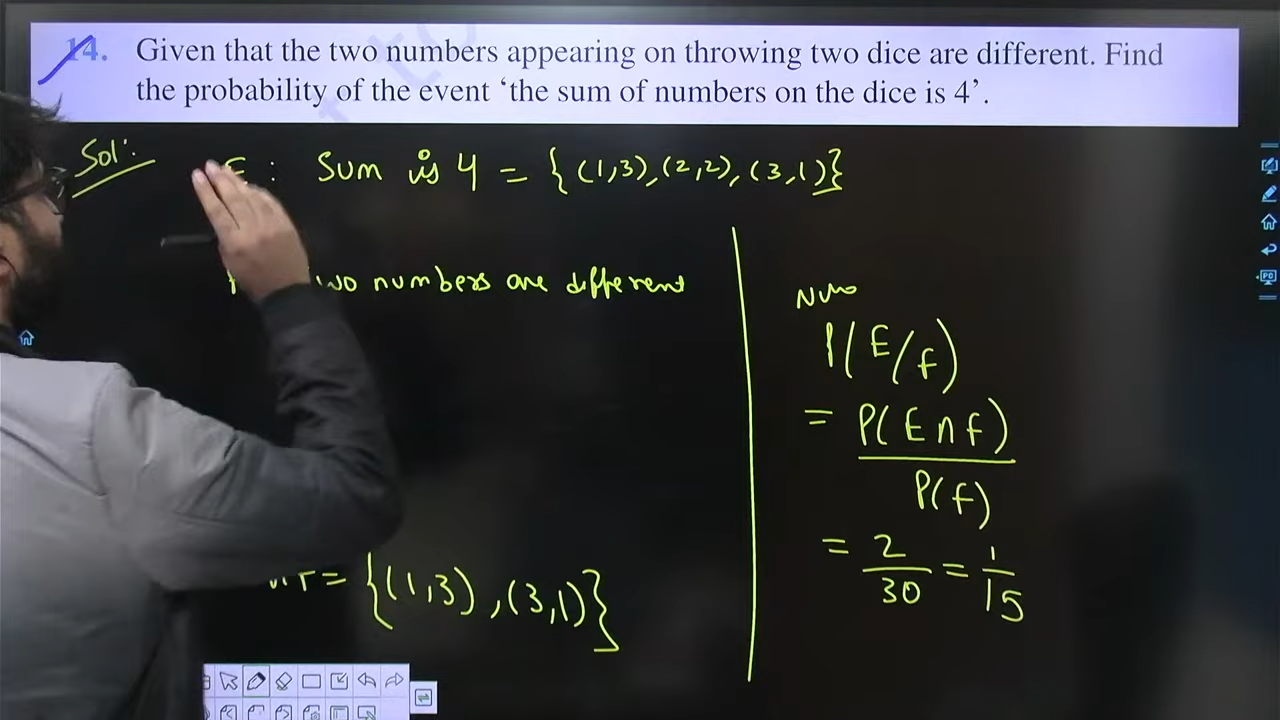 14. Given that the two numbers appearing on throwing two dice are different. Find
the probability of the event ‘the sum of numbers on the dice is 4’.
Sol:
E : Sum is 4 = {(1,3),(2,2),(3,1)}
numbers are different
= {(1,3),(3,1)}
P(E/F)
= P(E∩F)
P(F)
= 2/30 = 1/15